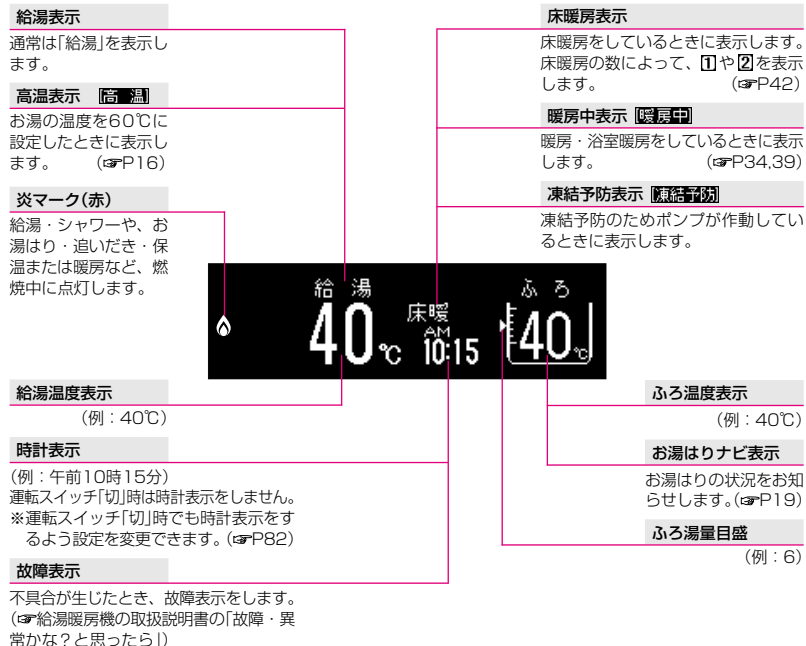 給湯表示
通常は｢給湯｣を表示し
ます。
高温表示 高 温
お湯の温度を60℃に
設定したときに表示し
ます。 (☞P16)
炎マーク(赤)
給湯・シャワーや、お
湯はり・追いだき・保
温または暖房など、燃
焼中に点灯します。
床暖房表示
床暖房をしているときに表示します。
床暖房の数によって、1や2を表示
します。 (☞P42)
暖房中表示 暖房中
暖房・浴室暖房をしているときに表示
します。 (☞P34,39)
凍結予防表示 凍結予防
凍結予防のためポンプが作動してい
るときに表示します。
給 湯
40℃
床暖
AM
10:15
ふ ろ
40℃
給湯温度表示
(例：40℃)
時計表示
(例：午前10時15分)
運転スイッチ｢切｣時は時計表示をしません。
※運転スイッチ｢切｣時でも時計表示をす
るよう設定を変更できます。(☞P82)
故障表示
不具合が生じたとき、故障表示をします。
(☞給湯暖房機の取扱説明書の｢故障・異
常かな？と思ったら｣)
ふろ温度表示
(例：40℃)
お湯はりナビ表示
お湯はりの状況をお知
らせします。(☞P19)
ふろ湯量目盛
(例：6)